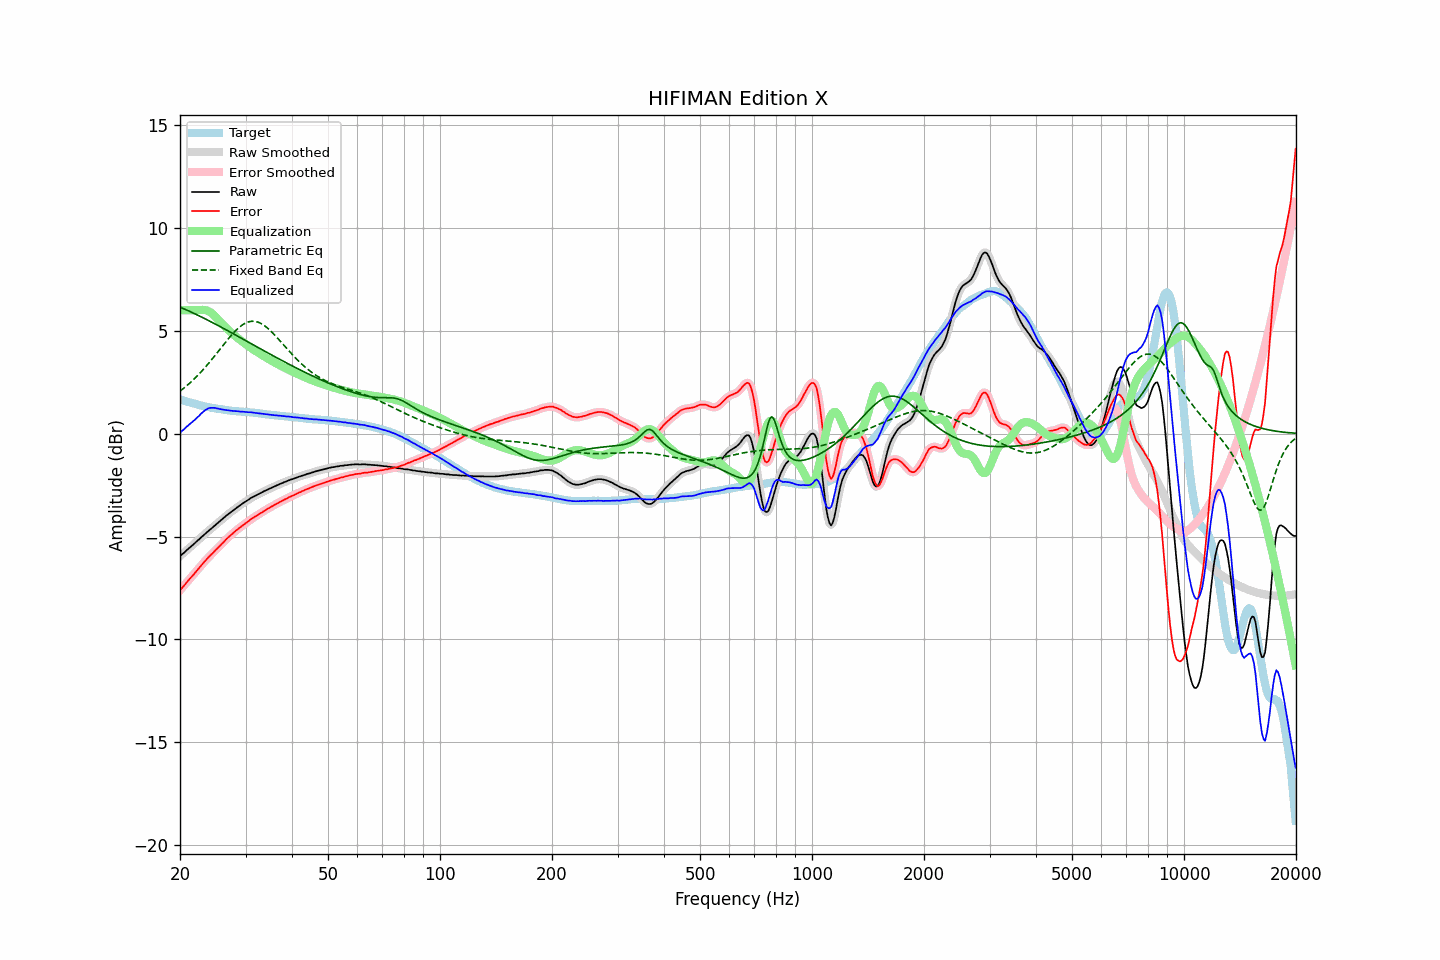 HIFIMAN Edition X
Target
Raw Smoothed
Error Smoothed
Raw
Error
Equalization
Parametric Eq
Fixed Band Eq
Equalized
Amplitude (dBr)
15
10
5
0
−5
−10
−15
−20
20
50
100
200
500
1000
2000
5000
10000
20000
Frequency (Hz)